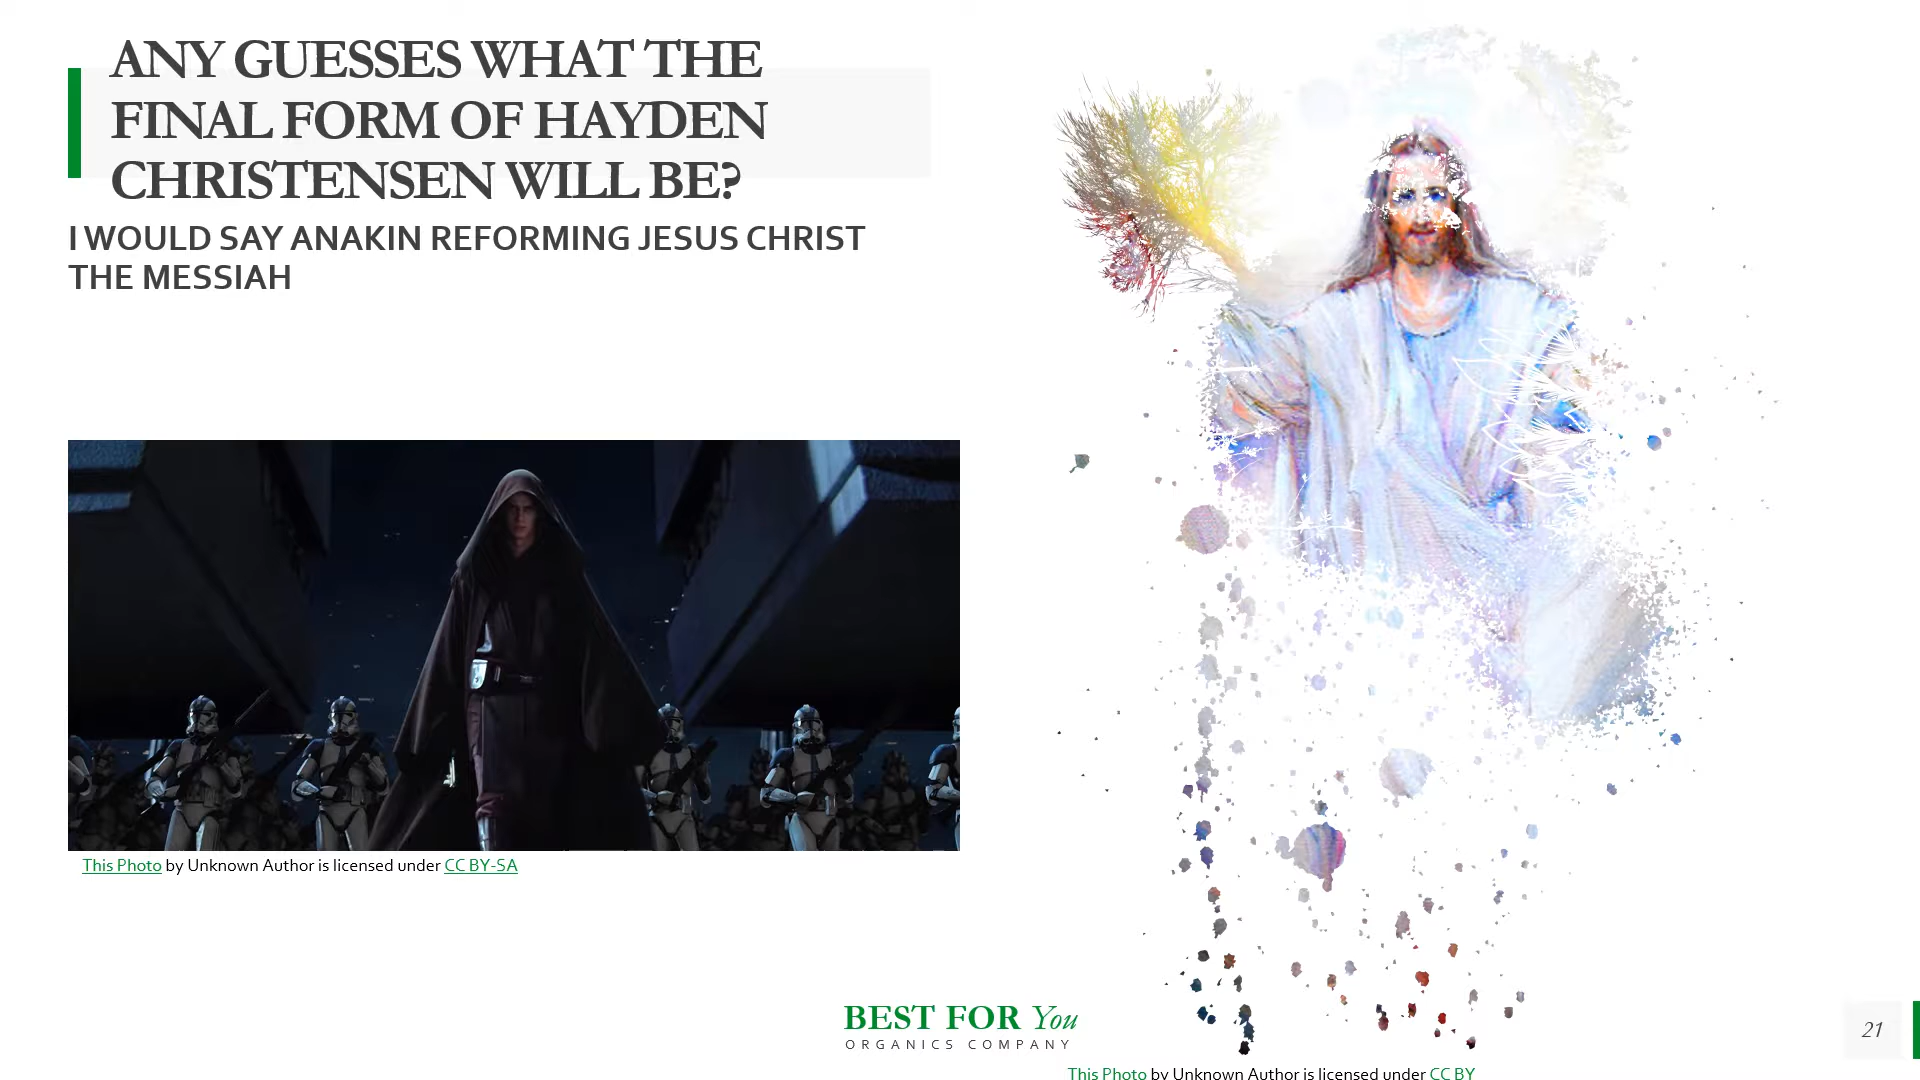 ANY GUESSES WHAT THE
FINAL FORM OF HAYDEN
CHRISTENSEN WILL BE?
I WOULD SAY ANAKIN REFORMING JESUS CHRIST
THE MESSIAH
This Photo by Unknown Author is licensed under CC BY-SA
BEST FOR You
ORGANICS COMPANY
21
This Photo by Unknown Author is licensed under CC BY